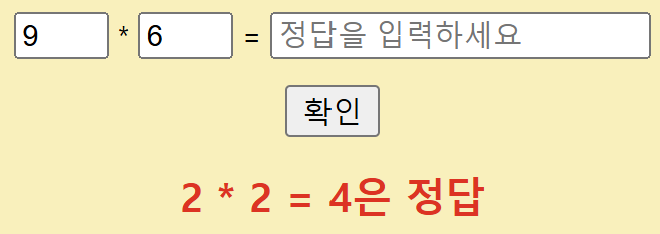 9 * 6 = 정답을 입력하세요
확인
2 * 2 = 4은 정답